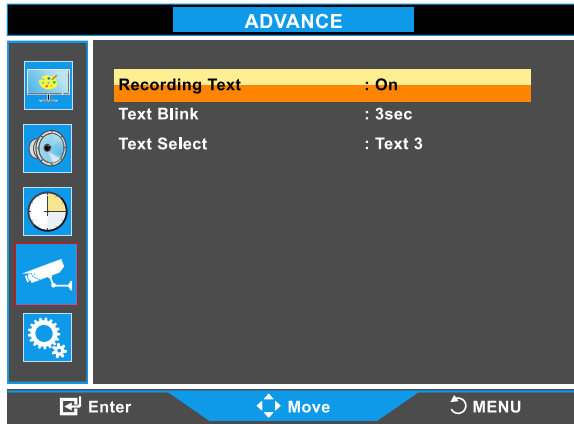 ADVANCE
Recording Text : On
Text Blink : 3sec
Text Select : Text 3
Enter Move MENU